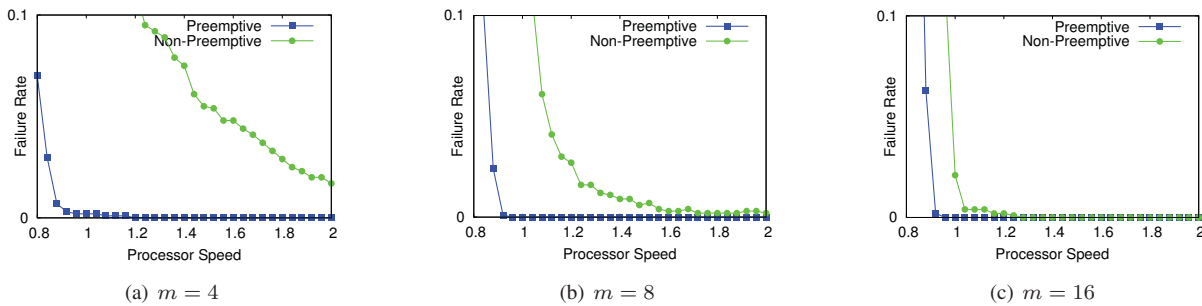 0.1
Preemptive
Non-Preemptive
Failure Rate
0
0.8 1 1.2 1.4 1.6 1.8 2
Processor Speed
(a) m = 4
0.1
Preemptive
Non-Preemptive
Failure Rate
0
0.8 1 1.2 1.4 1.6 1.8 2
Processor Speed
(b) m = 8
0.1
Preemptive
Non-Preemptive
Failure Rate
0
0.8 1 1.2 1.4 1.6 1.8 2
Processor Speed
(c) m = 16